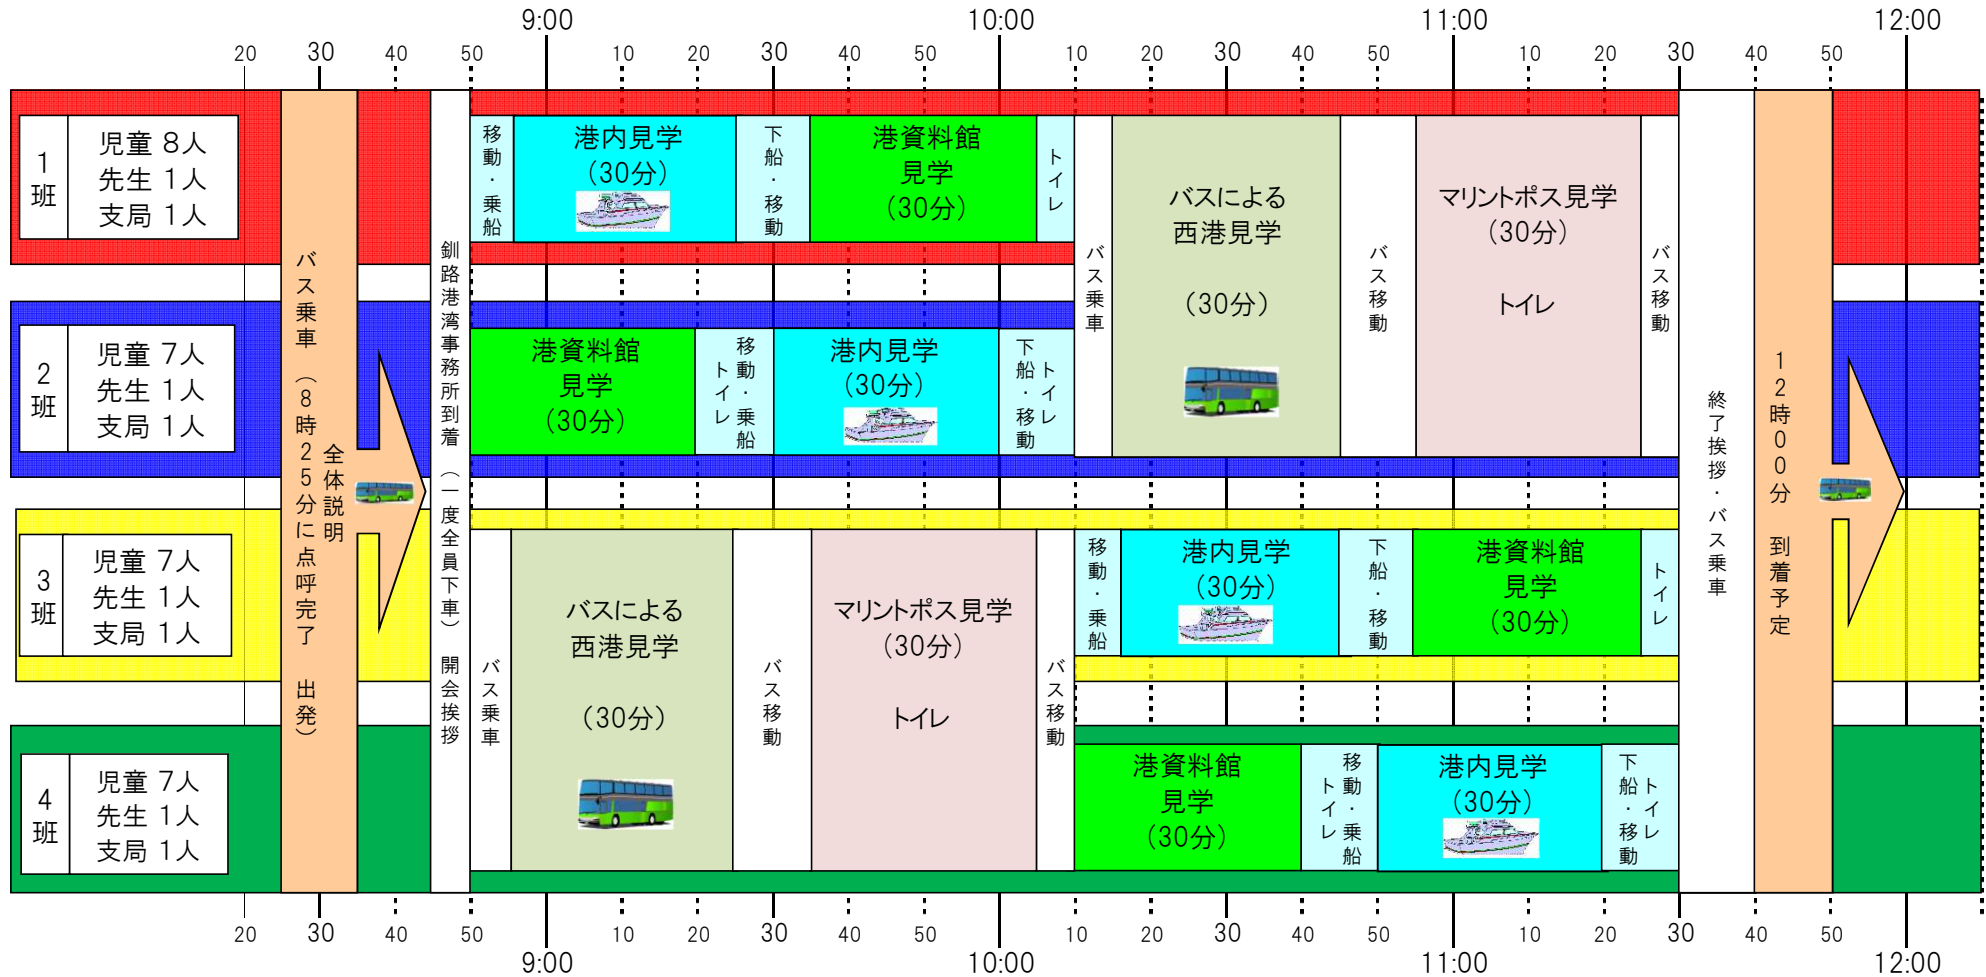 9:00 10:00 11:00 12:00
20 30 40 50 10 20 30 40 50 10 20 30 40 50 10 20 30 40 50
1班
児童 8人
先生 1人
支局 1人
2班
児童 7人
先生 1人
支局 1人
3班
児童 7人
先生 1人
支局 1人
4班
児童 7人
先生 1人
支局 1人
バス乗車 (8時25分に点呼完了 出発)
全体説明
釧路港湾事務所到着 (一度全員下車) 開会挨拶
移動・乗船
港内見学
(30分)
下船・移動
港資料館
見学
(30分)
トイレ
港資料館
見学
(30分)
移動・乗船
トイレ
港内見学
(30分)
トイレ
下船・移動
バス乗車
バスによる
西港見学
(30分)
バス移動
マリントポス見学
(30分)
トイレ
バス移動
バス乗車
バスによる
西港見学
(30分)
バス移動
マリントポス見学
(30分)
トイレ
バス移動
移動・乗船
港内見学
(30分)
下船・移動
港資料館
見学
(30分)
トイレ
港資料館
見学
(30分)
移動・乗船
トイレ
港内見学
(30分)
トイレ
下船・移動
終了挨拶・バス乗車
12時00分 到着予定
20 30 40 50 10 20 30 40 50 10 20 30 40 50 10 20 30 40 50
9:00 10:00 11:00 12:00